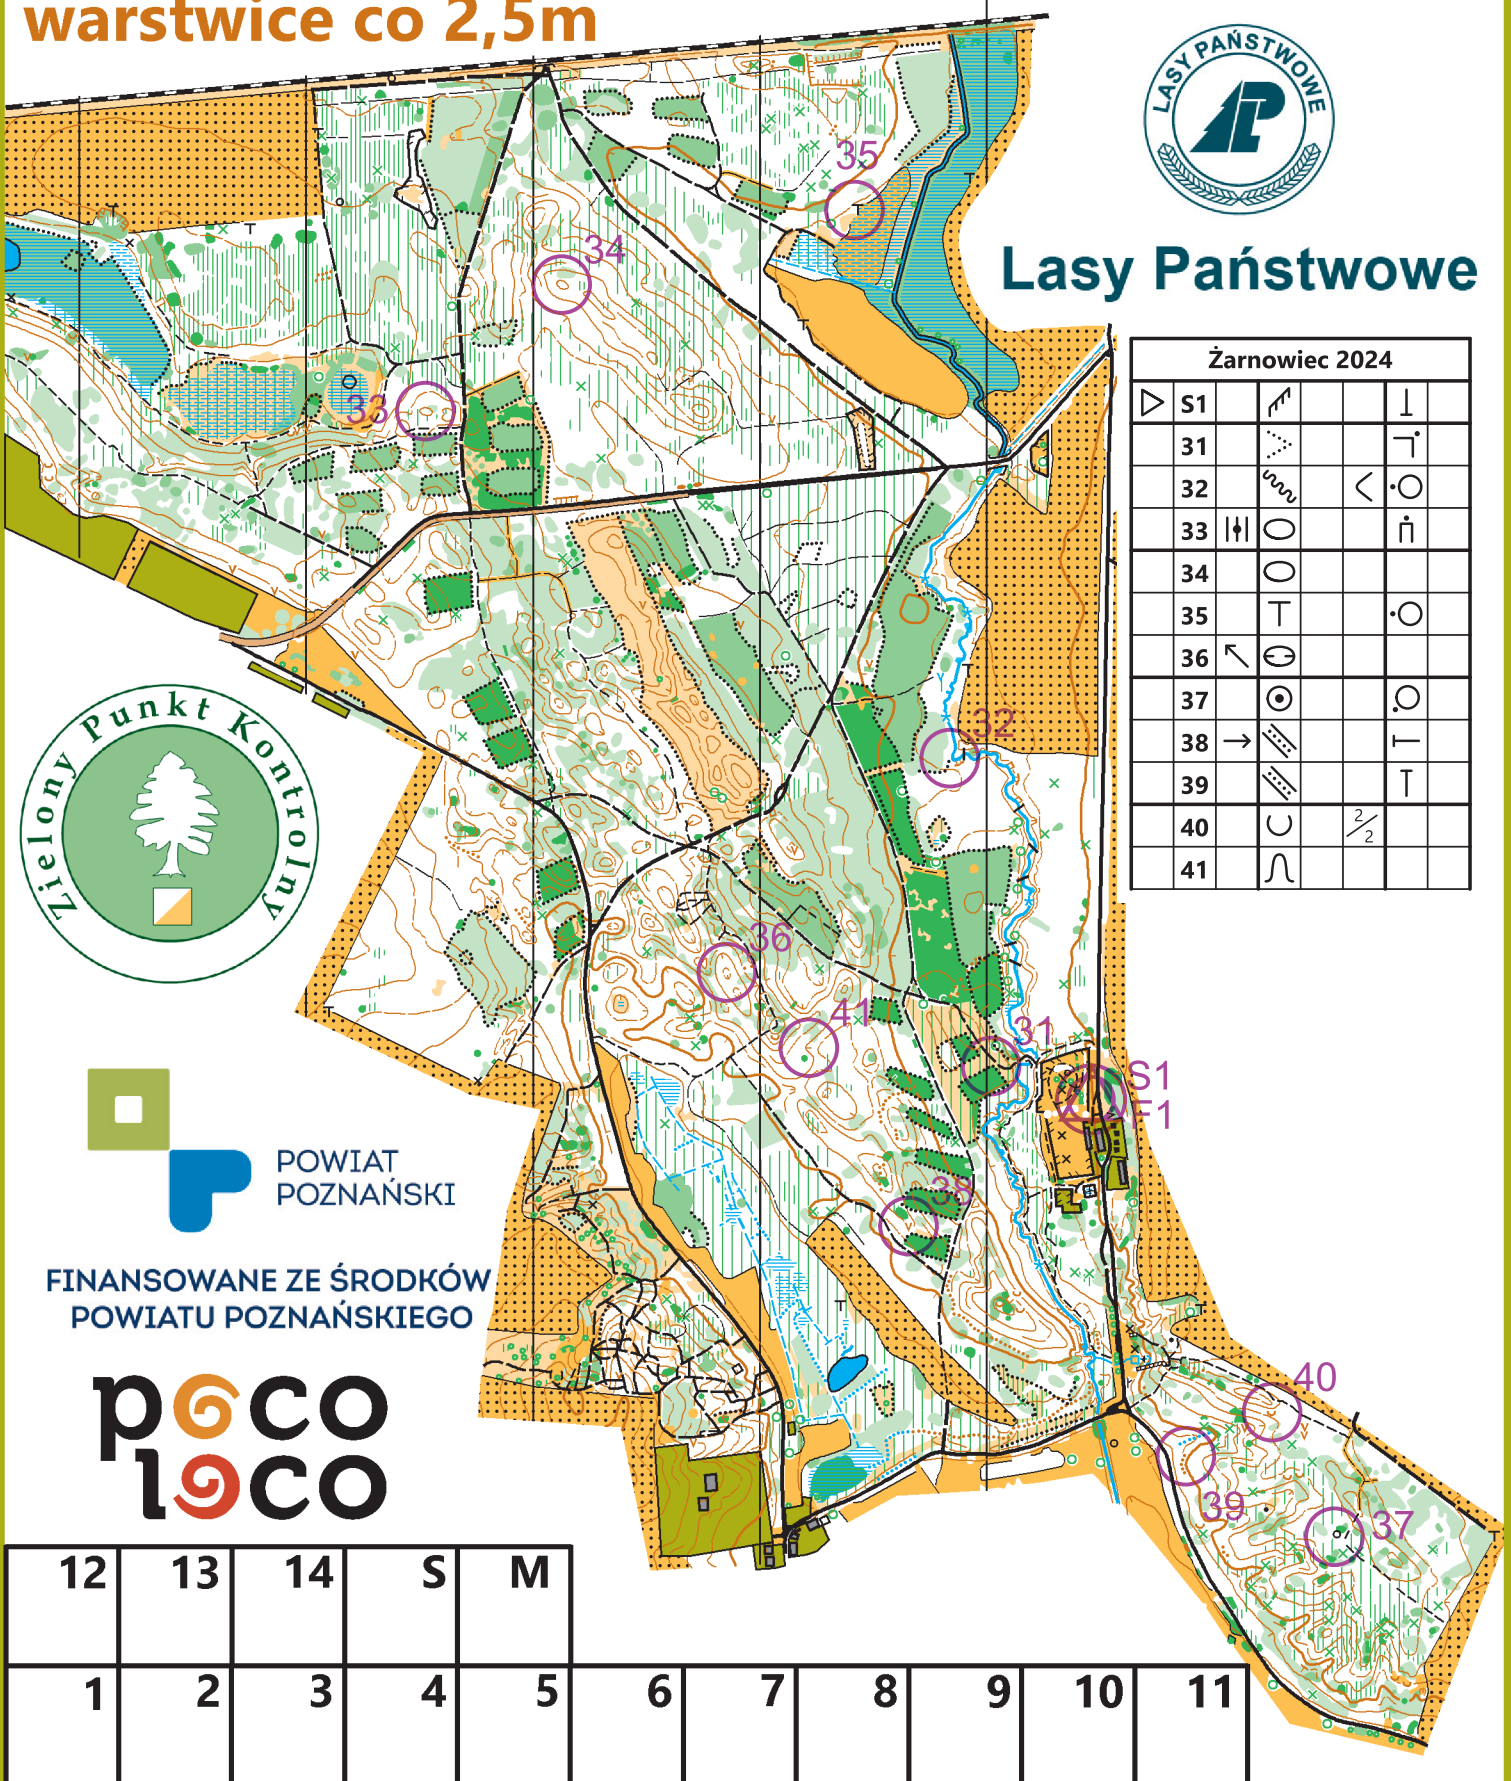 warstwice co 2,5m
LASY PAŃSTWOWE
Lasy Państwowe
35
34
33
32
36
41
31
S1
F1
38
40
39
37
Żarnowiec 2024
S1
31
32
33
34
35
36
37
38
39
40 2/2
41
Zielony Punkt Kontrolny
POWIAT
POZNAŃSKI
FINANSOWANE ZE ŚRODKÓW
POWIATU POZNAŃSKIEGO
poco
loco
12 13 14 S M
1 2 3 4 5 6 7 8 9 10 11